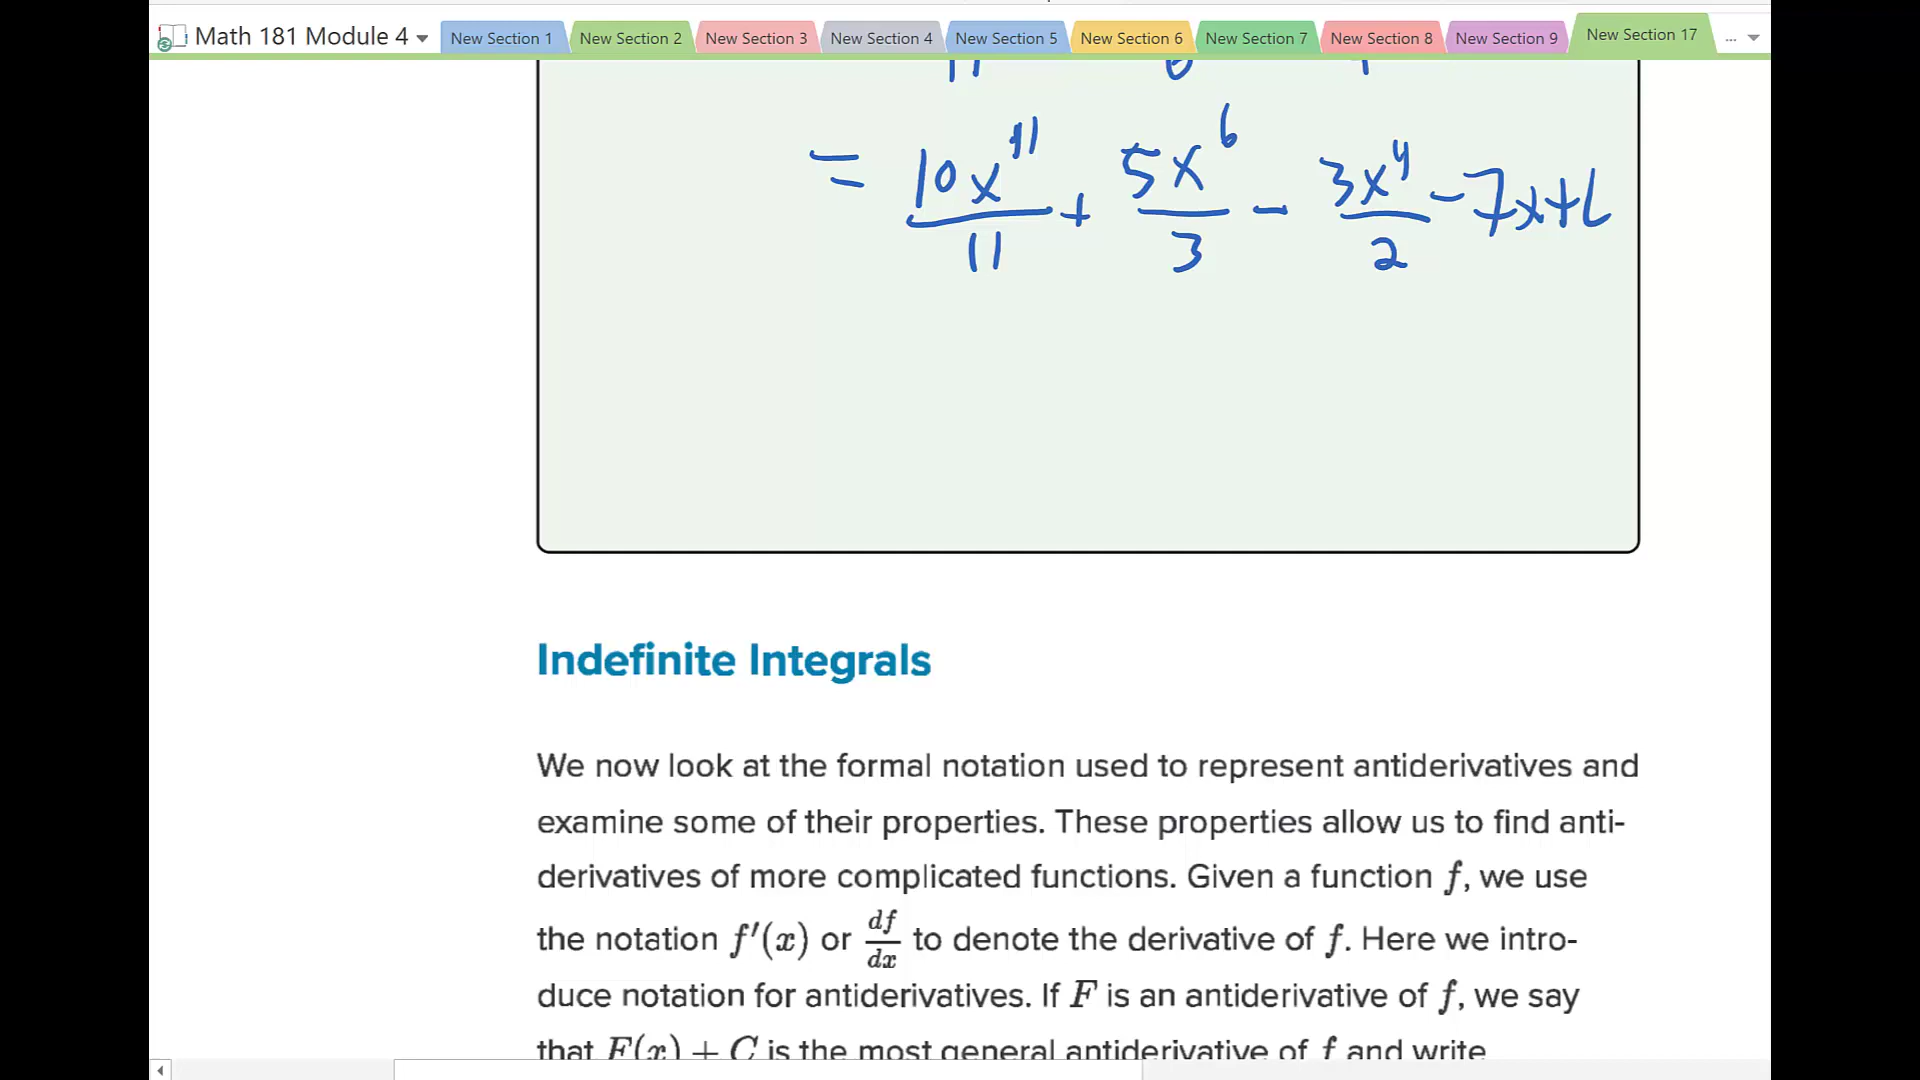 Math 181 Module 4 New Section 1 New Section 2 New Section 3 New Section 4 New Section 5 New Section 6 New Section 7 New Section 8 New Section 9 New Section 17 ...
= 10x^11/11 + 5x^6/3 - 3x^4/2 - 7x + C
Indefinite Integrals
We now look at the formal notation used to represent antiderivatives and
examine some of their properties. These properties allow us to find anti-
derivatives of more complicated functions. Given a function f, we use
the notation f′(x) or df/dx to denote the derivative of f. Here we intro-
duce notation for antiderivatives. If F is an antiderivative of f, we say
that F(x) + C is the most general antiderivative of f and write